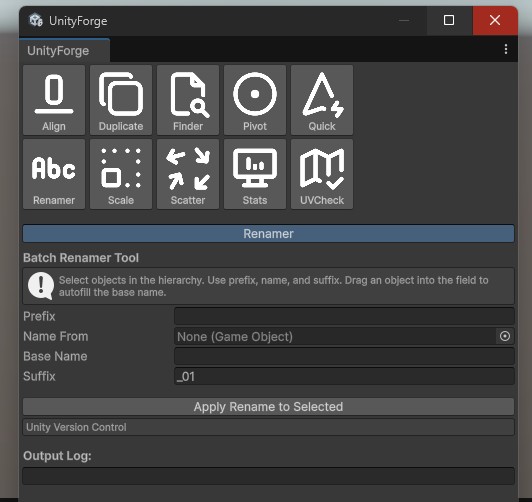 UnityForge
UnityForge
Align
Duplicate
Finder
Pivot
Quick
Abc
Renamer
Scale
Scatter
Stats
UVCheck
Renamer
Batch Renamer Tool
Select objects in the hierarchy. Use prefix, name, and suffix. Drag an object into the field to
autofill the base name.
Prefix
Name From None (Game Object)
Base Name
Suffix _01
Apply Rename to Selected
Unity Version Control
Output Log: